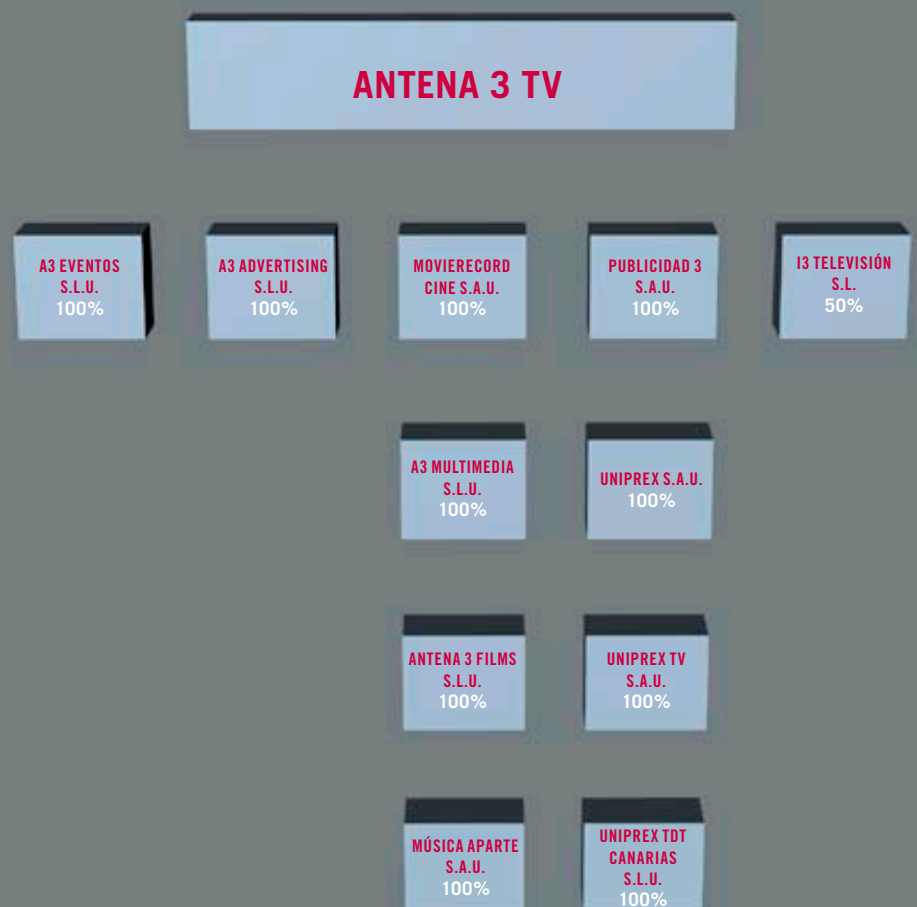 ANTENA 3 TV
A3 EVENTOS
S.L.U.
100%
A3 ADVERTISING
S.L.U.
100%
MOVIERECORD
CINE S.A.U.
100%
PUBLICIDAD 3
S.A.U.
100%
I3 TELEVISIÓN
S.L.
50%
A3 MULTIMEDIA
S.L.U.
100%
UNIPREX S.A.U.
100%
ANTENA 3 FILMS
S.L.U.
100%
UNIPREX TV
S.A.U.
100%
MÚSICA APARTE
S.A.U.
100%
UNIPREX TDT
CANARIAS
S.L.U.
100%